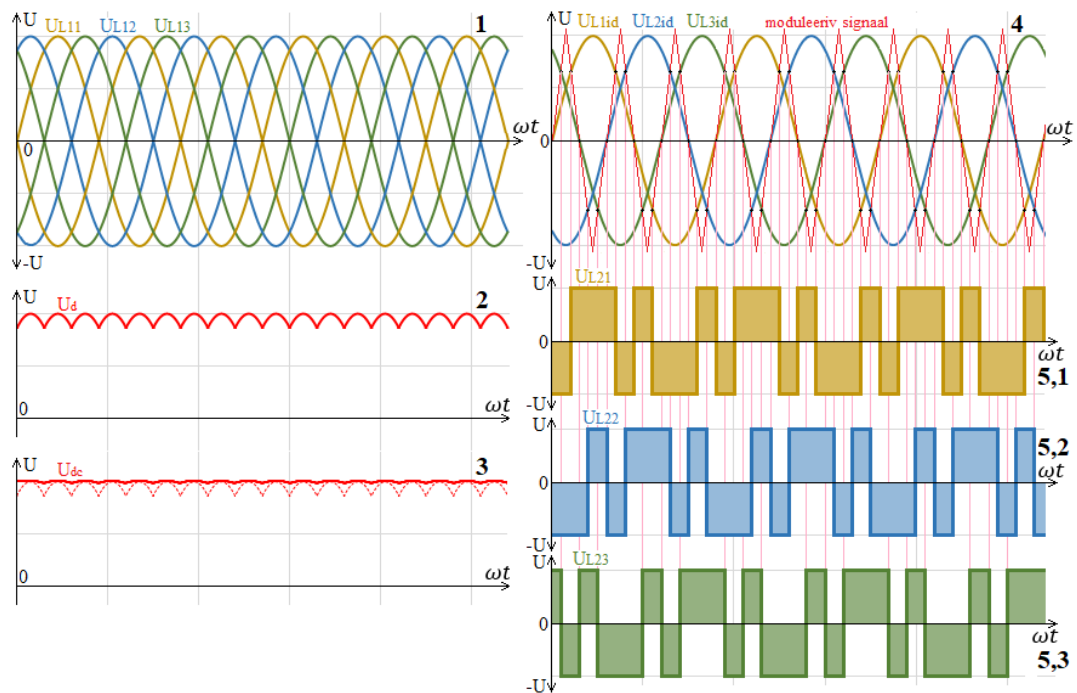 U UL11 UL12 UL13 1
0 ωt
-U
U Ud 2
0 ωt
U Udc 3
0 ωt
U UL1id UL2id UL3id moduleeriv signaal 4
0 ωt
-U
U UL21
0 ωt
-U 5,1
U UL22 5,2
0 ωt
-U
U UL23
0 ωt
-U 5,3